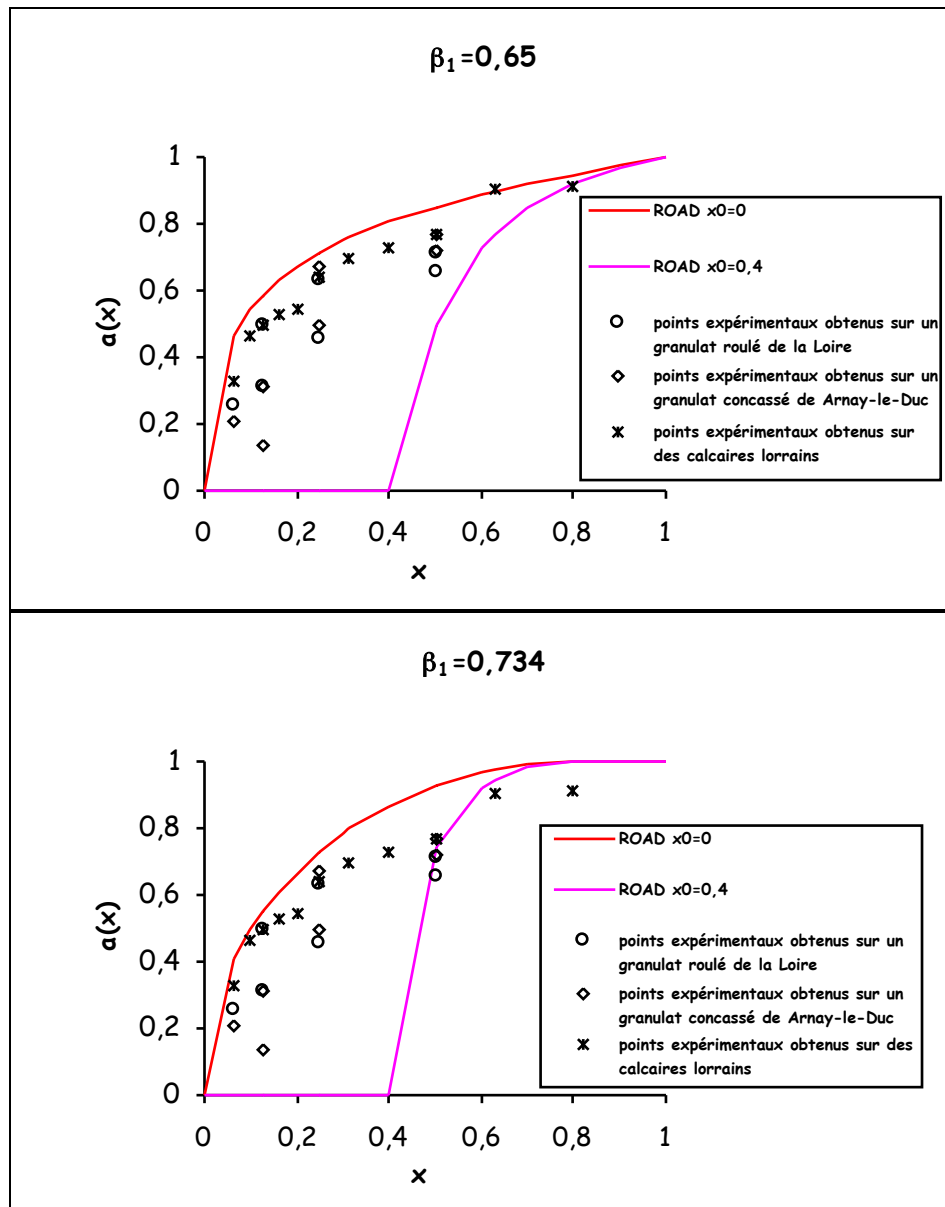 β1=0,65
1
0,8
0,6
0,4
0,2
0
a(x)
0
0,2
0,4
0,6
0,8
1
x
ROAD x0=0
ROAD x0=0,4
points expérimentaux obtenus sur un
granulat roulé de la Loire
points expérimentaux obtenus sur un
granulat concassé de Arnay-le-Duc
points expérimentaux obtenus sur
des calcaires lorrains
β1=0,734
1
0,8
0,6
0,4
0,2
0
a(x)
0
0,2
0,4
0,6
0,8
1
x
ROAD x0=0
ROAD x0=0,4
points expérimentaux obtenus sur un
granulat roulé de la Loire
points expérimentaux obtenus sur un
granulat concassé de Arnay-le-Duc
points expérimentaux obtenus sur des
calcaires lorrains